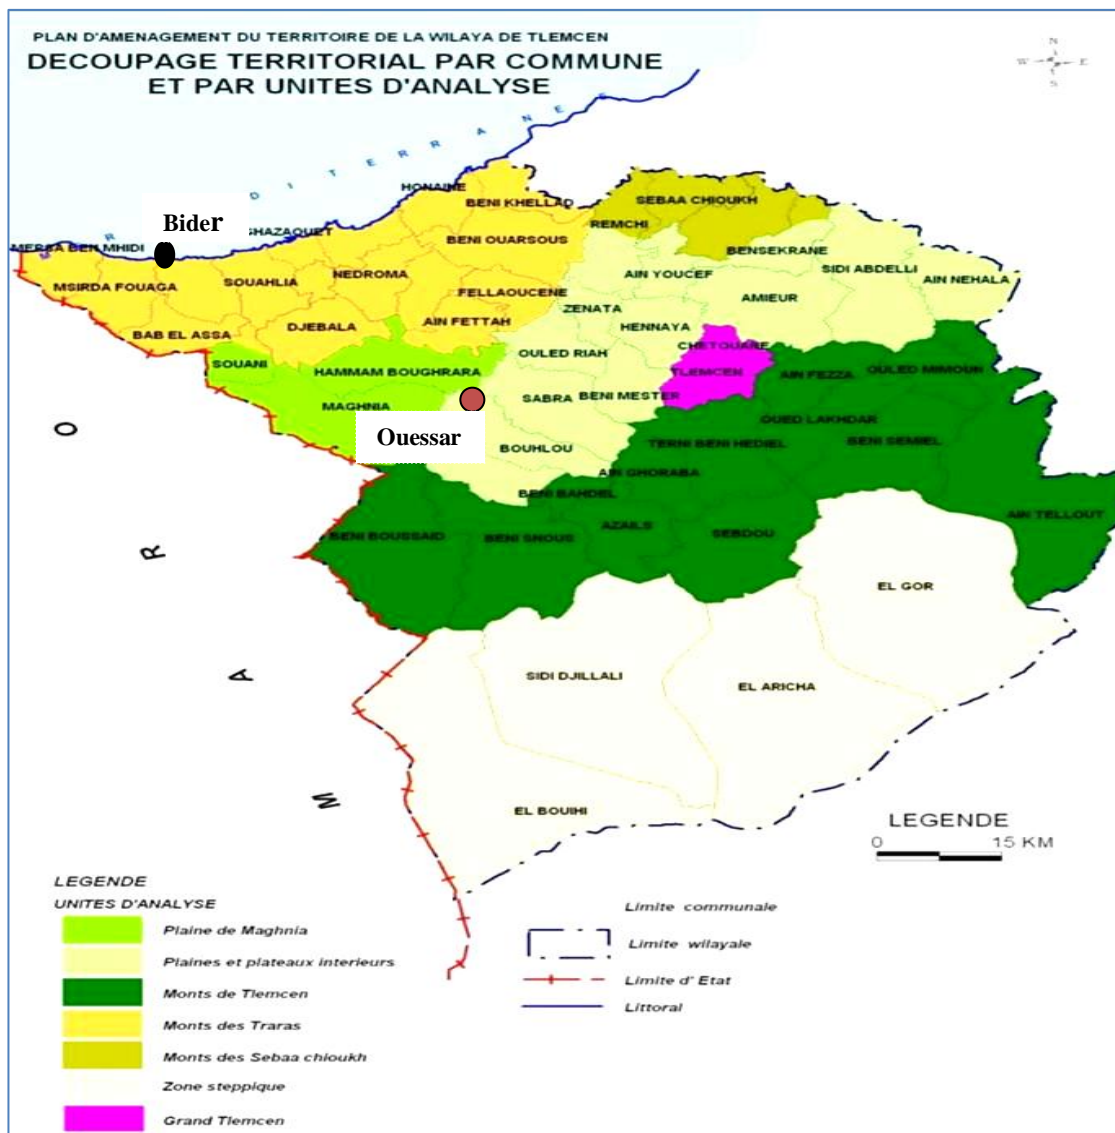 PLAN D'AMENAGEMENT DU TERRITOIRE DE LA WILAYA DE TLEMCEN
DECOUPAGE TERRITORIAL PAR COMMUNE
ET PAR UNITES D'ANALYSE
N
W E
S
M R D I T E R R A N E E
Bider
HONAINE
BENI KHELLAD
SEBAA CHIOUKH
REMCHI
GHAZAOUET
MERSA BEN MHIDI
BENI OUARSOUS
BENSEKRANE
MSIRDA FOUAGA
SOUAHLIA
NEDROMA
AIN YOUCEF
SIDI ABDELLI
AIN NEHALA
FELLAOUCENE
ZENATA
AMIEUR
BAB EL ASSA
DJEBALA
AIN FETTAH
HENNAYA
CHETOUANE
SOUANI
HAMMAM BOUGHRARA
OULED RIAH
TLEMCEN
AIN FEZZA
OULED MIMOUN
MAGHNIA
SABRA
BENI MESTER
OUED LAKHDAR
Ouessar
BOUHLOU
TERNI BENI HEDIEL
BENI SEMIEL
AIN GHORABA
BENI BAHDEL
AIN TELLOUT
BENI BOUSSAID
BENI SNOUS
AZAILS
SEBDOU
EL GOR
SIDI DJILLALI
EL ARICHA
EL BOUIHI
M A R O
LEGENDE
0 15 KM
LEGENDE
UNITES D'ANALYSE
Plaine de Maghnia
Plaines et plateaux interieurs
Monts de Tlemcen
Monts des Traras
Monts des Sebaa chioukh
Zone steppique
Grand Tlemcen
Limite communale
Limite wilayale
Limite d' Etat
Littoral